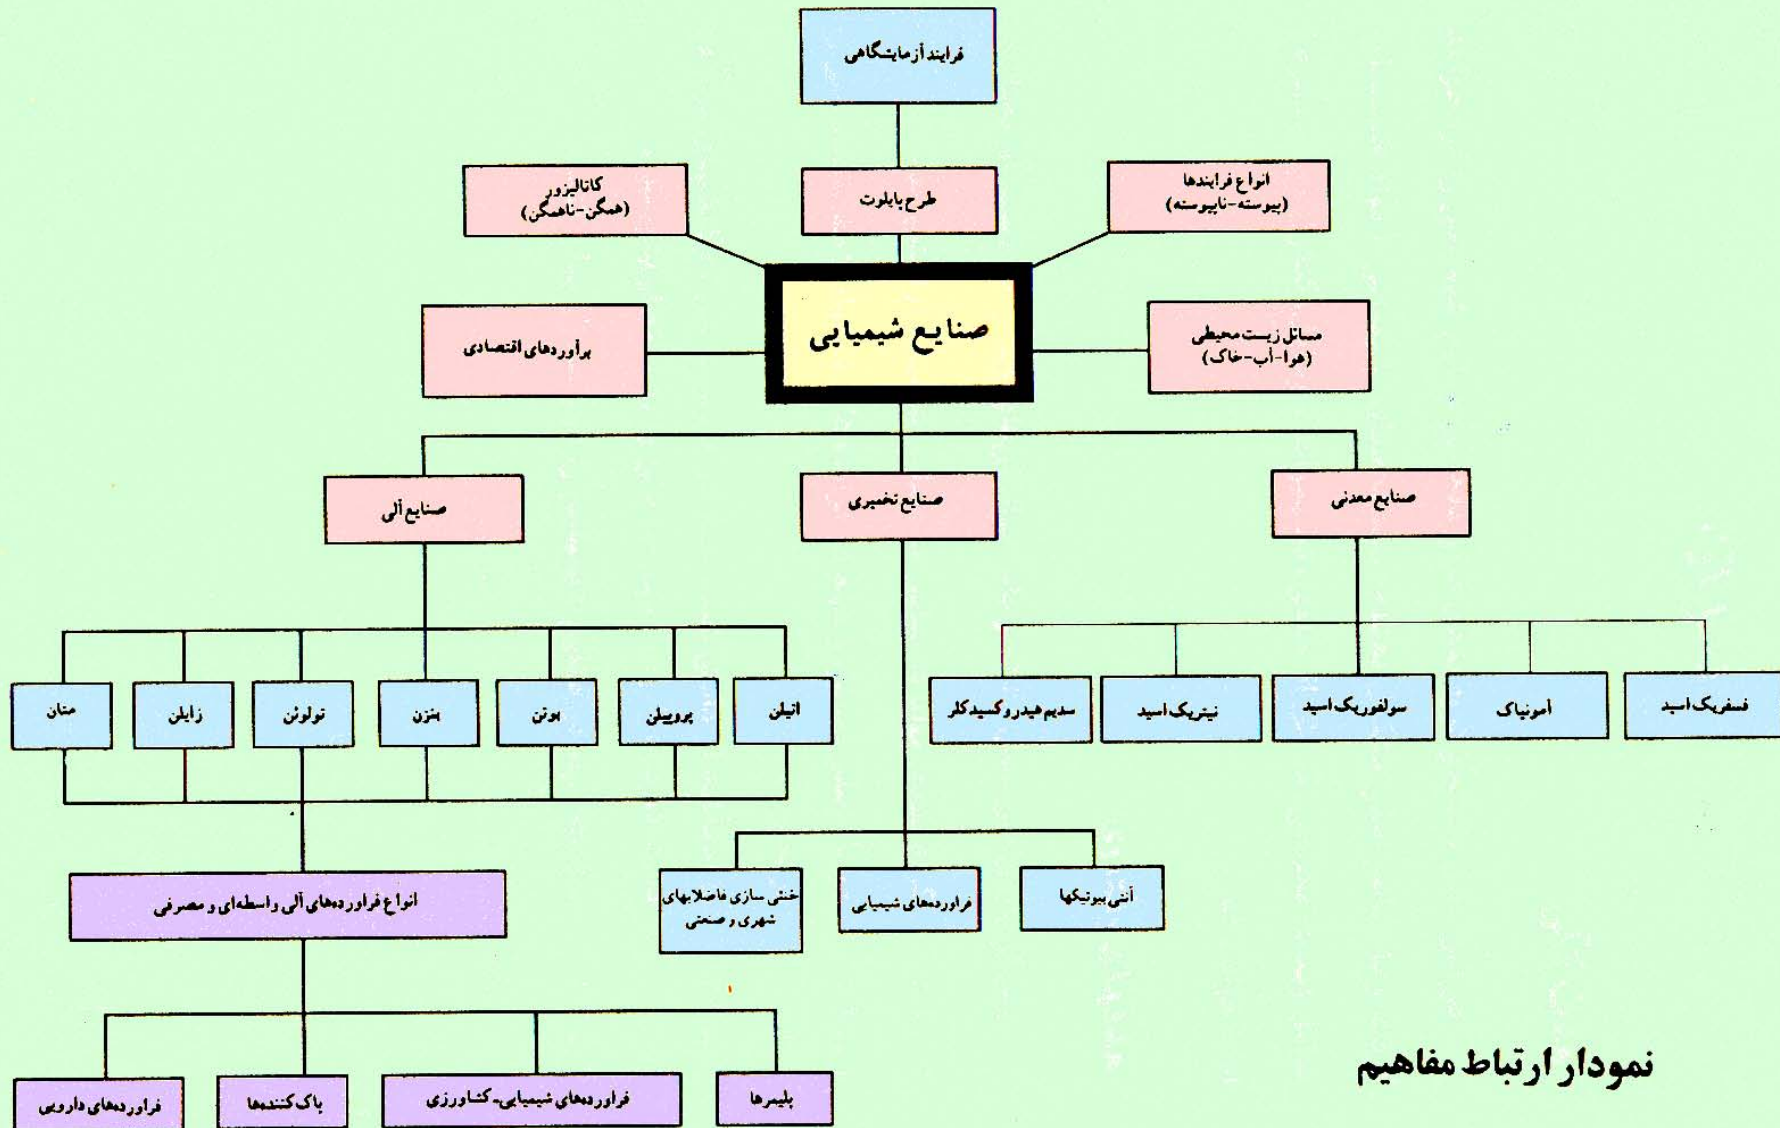 فرایند آزمایشگاهی
انواع فرایندها
(پیوسته-ناپیوسته)
طرح پایلوت
کاتالیزور
(همگن-ناهمگن)
صنایع شیمیایی
مسائل زیست محیطی
(هوا-آب-خاک)
برآوردهای اقتصادی
صنایع معدنی
صنایع تخمیری
صنایع آلی
فسفریک اسید
آمونیاک
سولفوریک اسید
نیتریک اسید
سدیم هیدروکسید کلر
اتیلن
پروپیلن
بوتن
بنزن
تولوئن
زایلن
متان
آنتی بیوتیکها
فراورده‌های شیمیایی
خنثی سازی فاضلابهای
شهری و صنعتی
انواع فراورده‌های آلی واسطه‌ای و مصرفی
پلیمرها
فراورده‌های شیمیایی-کشاورزی
پاک‌کننده‌ها
فراورده‌های دارویی
نمودار ارتباط مفاهیم